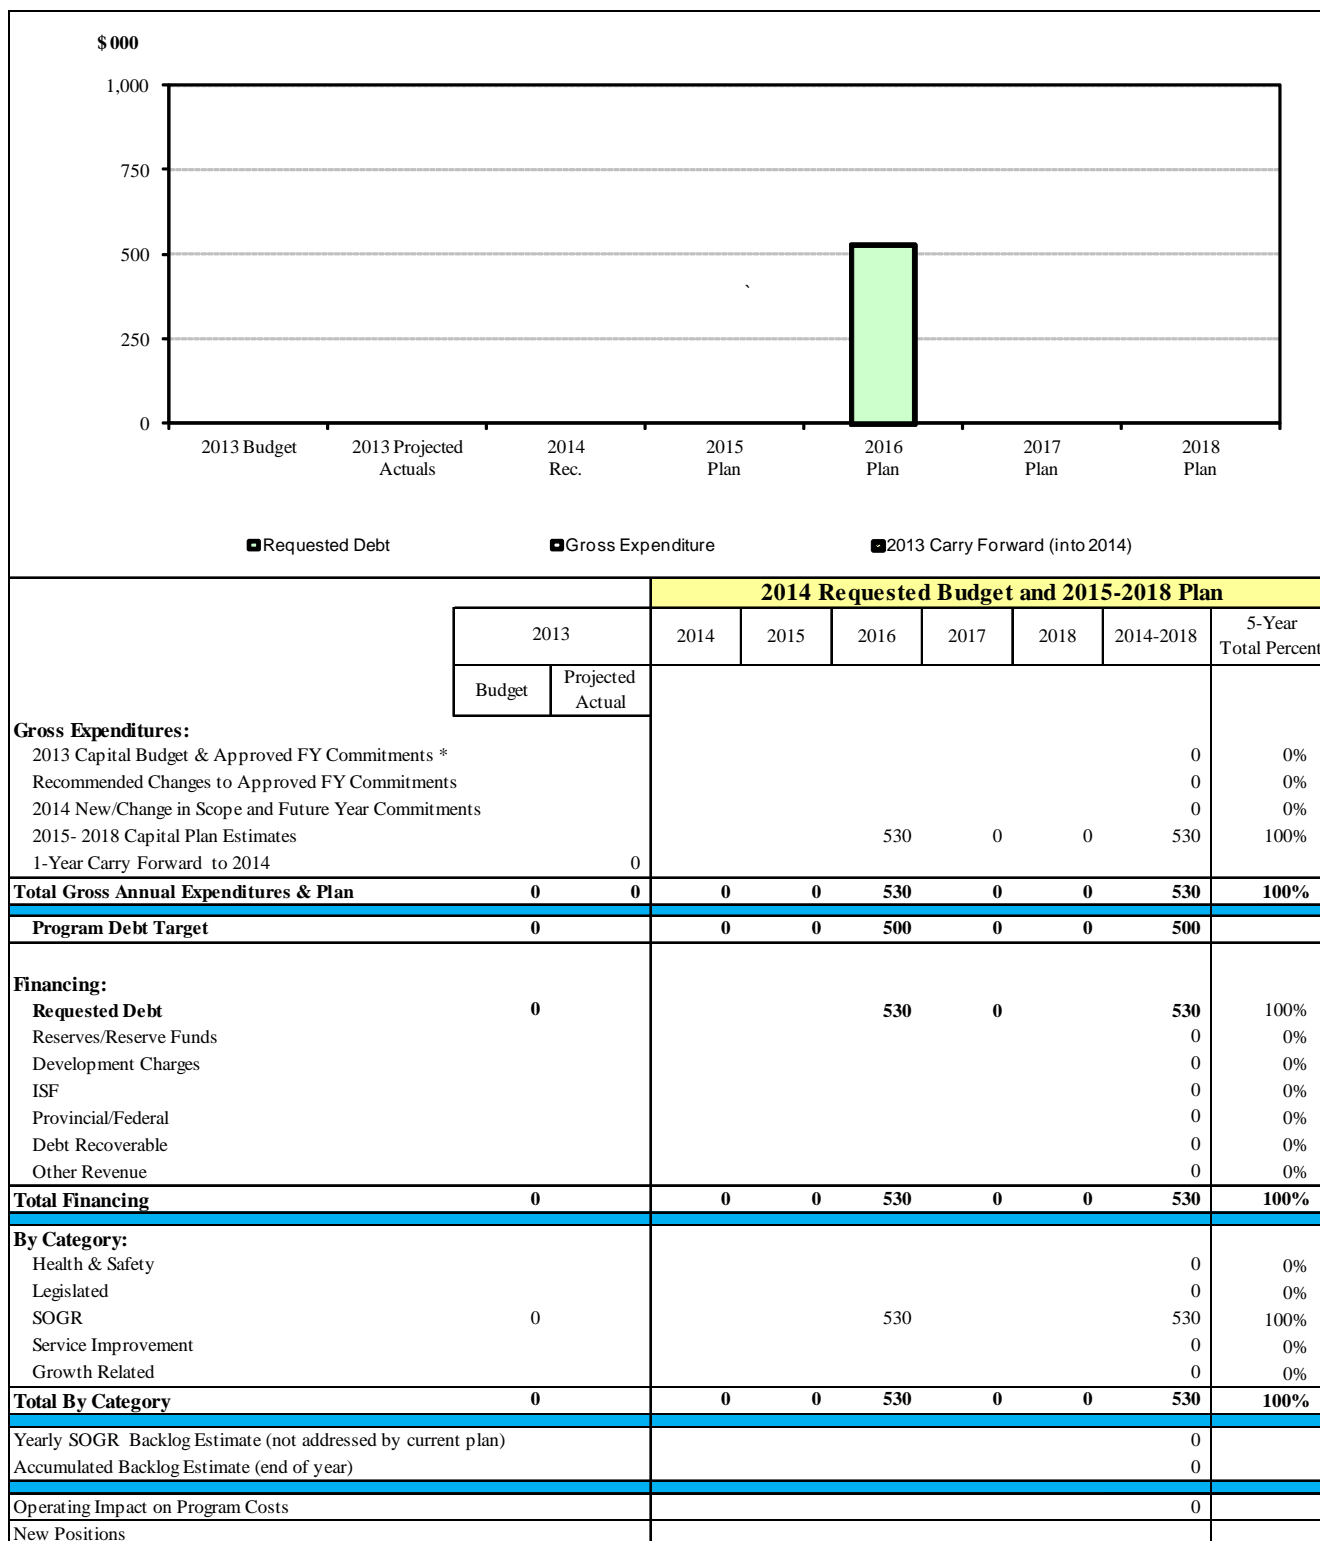 $ 000
1,000
750
500
`
250
0
2013 Budget 2013 Projected Actuals 2014 Rec. 2015 Plan 2016 Plan 2017 Plan 2018 Plan
Requested Debt Gross Expenditure 2013 Carry Forward (into 2014)
2014 Requested Budget and 2015-2018 Plan
2013 2014 2015 2016 2017 2018 2014-2018 5-Year Total Percent
Budget Projected Actual
Gross Expenditures:
2013 Capital Budget & Approved FY Commitments * 0 0%
Recommended Changes to Approved FY Commitments 0 0%
2014 New/Change in Scope and Future Year Commitments 0 0%
2015- 2018 Capital Plan Estimates 530 0 0 530 100%
1-Year Carry Forward to 2014 0
Total Gross Annual Expenditures & Plan 0 0 0 0 530 0 0 530 100%
Program Debt Target 0 0 0 500 0 0 500
Financing:
Requested Debt 0 530 0 530 100%
Reserves/Reserve Funds 0 0%
Development Charges 0 0%
ISF 0 0%
Provincial/Federal 0 0%
Debt Recoverable 0 0%
Other Revenue 0 0%
Total Financing 0 0 0 530 0 0 530 100%
By Category:
Health & Safety 0 0%
Legislated 0 0%
SOGR 0 530 530 100%
Service Improvement 0 0%
Growth Related 0 0%
Total By Category 0 0 0 530 0 0 530 100%
Yearly SOGR Backlog Estimate (not addressed by current plan) 0
Accumulated Backlog Estimate (end of year) 0
Operating Impact on Program Costs 0
New Positions